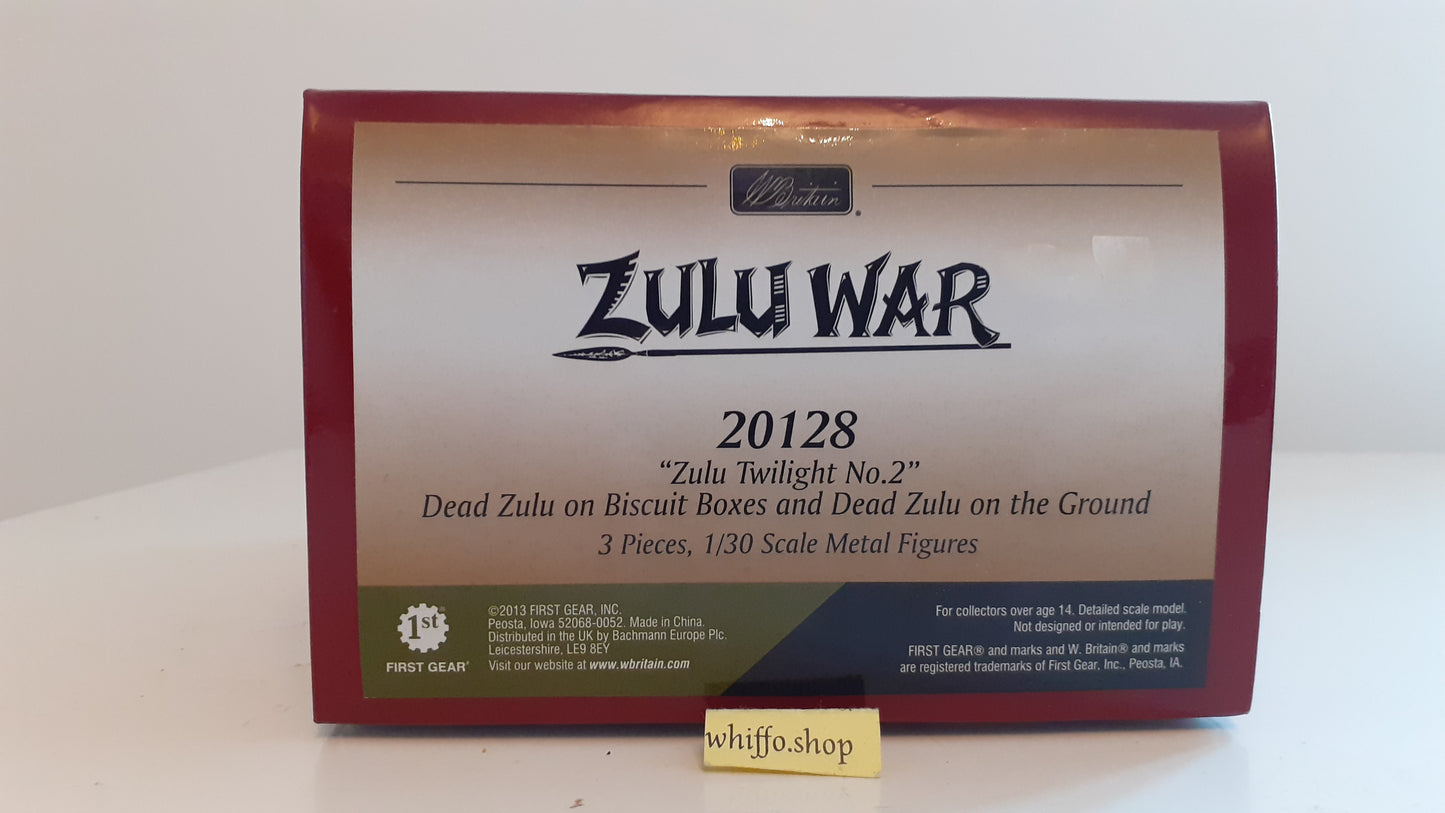 W Britain
ZULU WAR
20128
“Zulu Twilight No.2”
Dead Zulu on Biscuit Boxes and Dead Zulu on the Ground
3 Pieces, 1/30 Scale Metal Figures
1st
FIRST GEAR®
©2013 FIRST GEAR, INC.
Peosta, Iowa 52068-0052. Made in China.
Distributed in the UK by Bachmann Europe Plc.
Leicestershire, LE9 8EY
Visit our website at www.wbritain.com
For collectors over age 14. Detailed scale model.
Not designed or intended for play.
FIRST GEAR® and marks and W. Britain® and marks
are registered trademarks of First Gear, Inc., Peosta, IA.
whiffo.shop